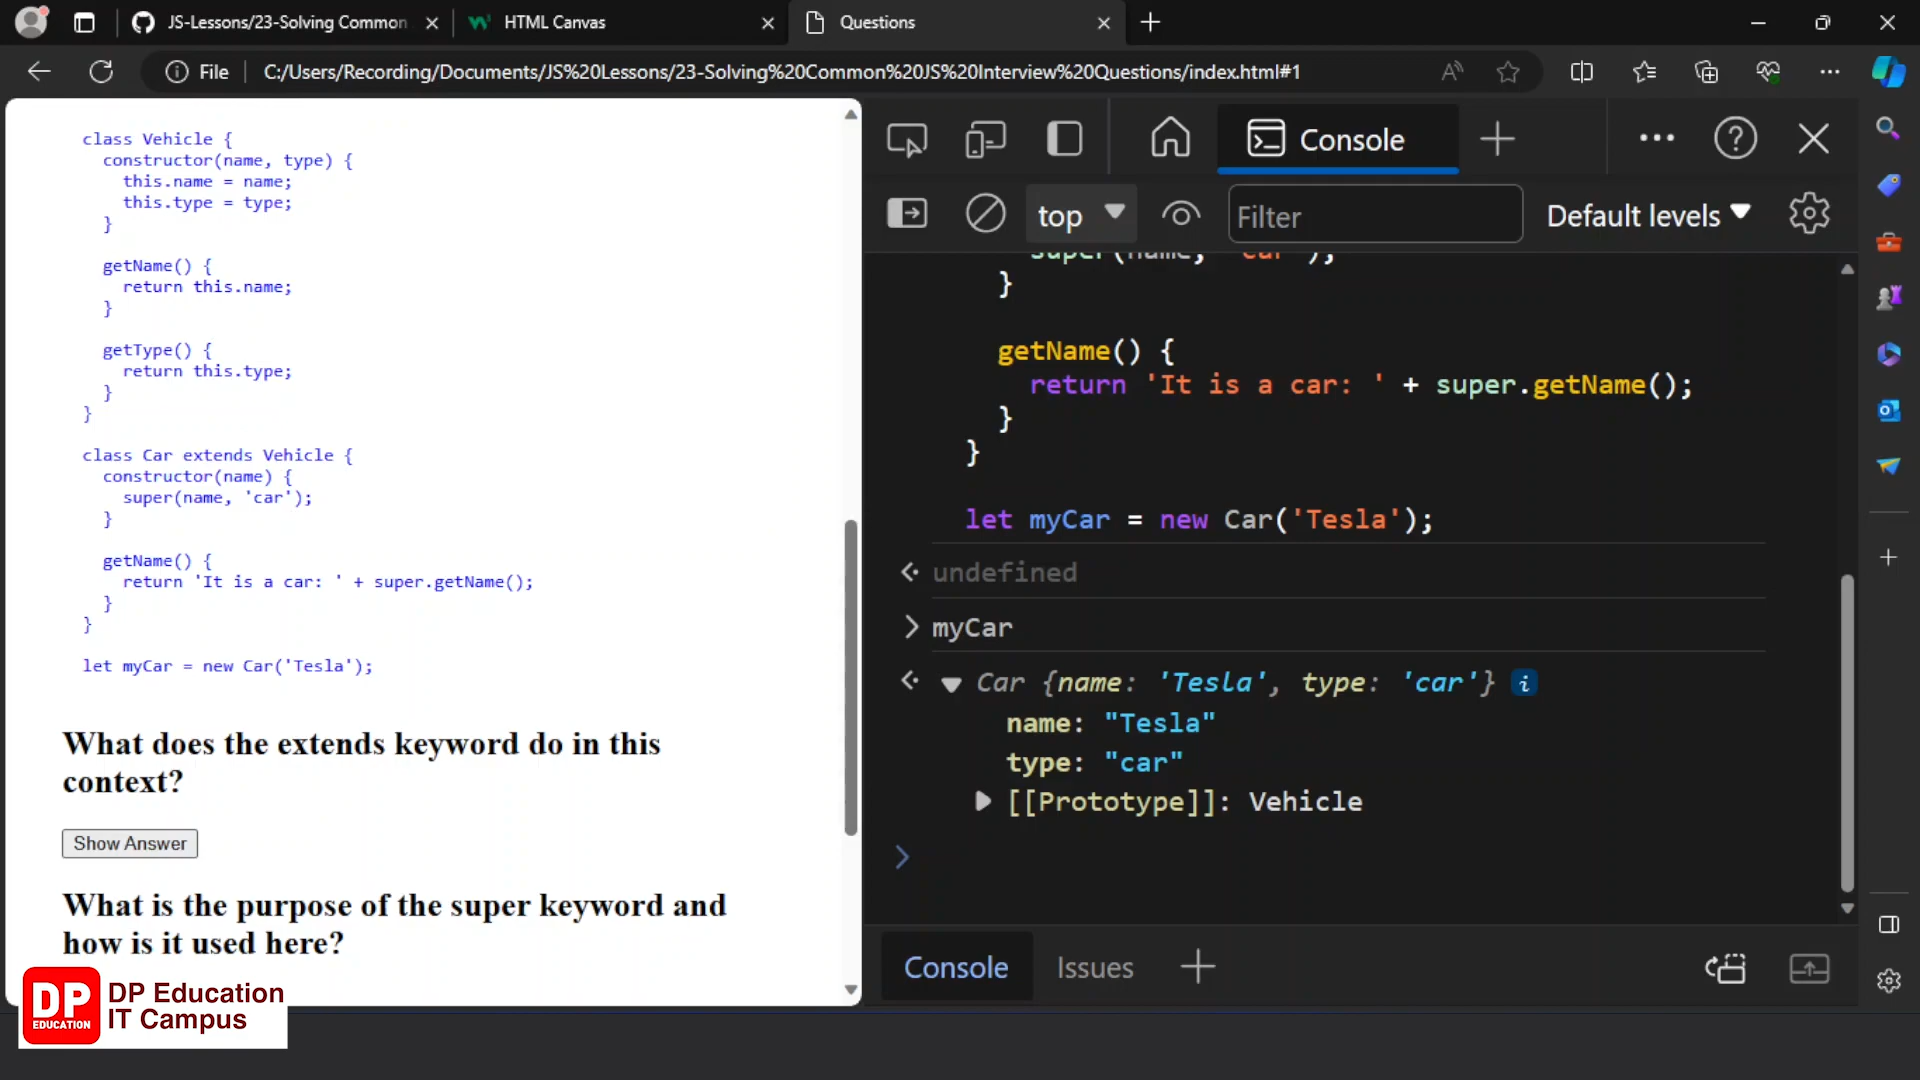 JS-Lessons/23-Solving Common
HTML Canvas
Questions
File
C:/Users/Recording/Documents/JS%20Lessons/23-Solving%20Common%20JS%20Interview%20Questions/index.html#1
class Vehicle {
constructor(name, type) {
this.name = name;
this.type = type;
}
getName() {
return this.name;
}
getType() {
return this.type;
}
}
class Car extends Vehicle {
constructor(name) {
super(name, 'car');
}
getName() {
return 'It is a car: ' + super.getName();
}
}
let myCar = new Car('Tesla');
What does the extends keyword do in this
context?
Show Answer
What is the purpose of the super keyword and
how is it used here?
DP
EDUCATION
DP Education
IT Campus
Console
top
Filter
Default levels
super(name, 'car');
}
getName() {
return 'It is a car: ' + super.getName();
}
}
let myCar = new Car('Tesla');
undefined
myCar
Car {name: 'Tesla', type: 'car'}
name: "Tesla"
type: "car"
[[Prototype]]: Vehicle
Console
Issues